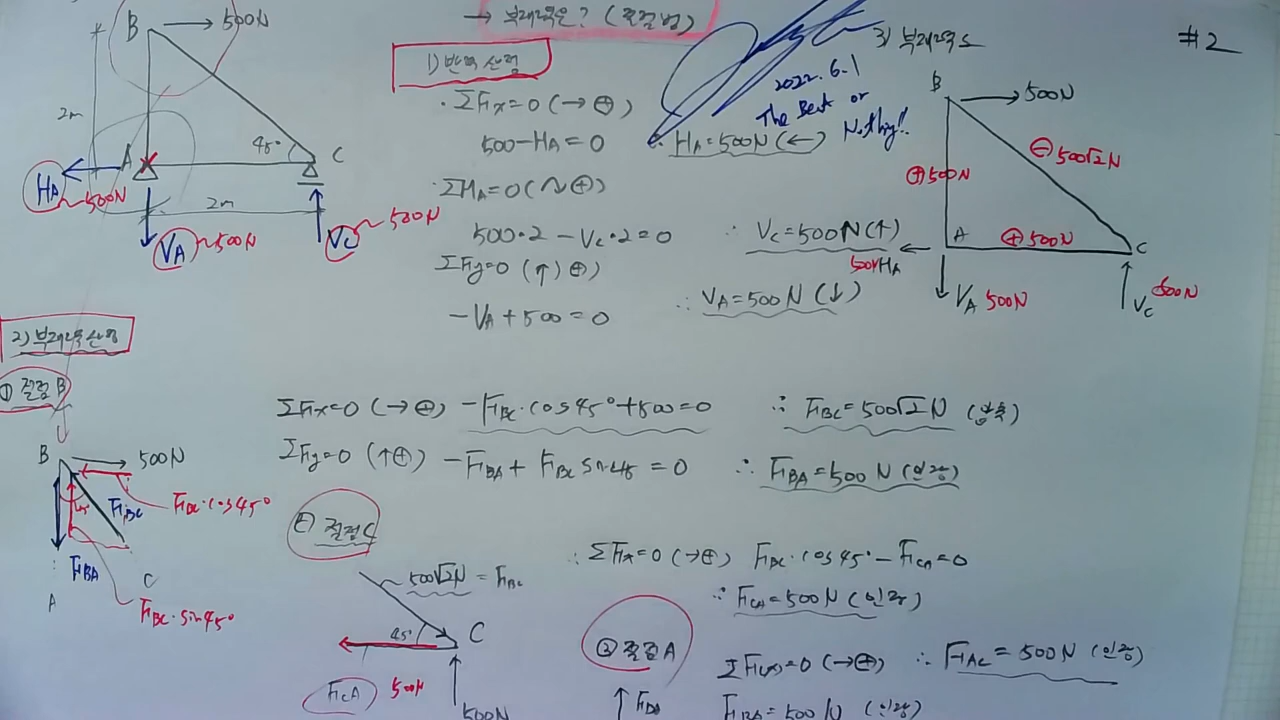 → 부재력은? (절점법)
#2
B → 500N
2m
A
45°
C
HA 500N
2m
VA 500N
VC 500N
1) 반력산정
· ΣFx=0 (→ ⊕)
500-HA=0
∴ HA=500N (←)
2022.6.1
The Best or
Nothing!!
· ΣHA=0 (⊕)
500·2 - Vc·2=0
∴ Vc=500N(↑)
ΣFy=0 (↑) ⊕)
-VA+500=0
∴ VA=500N (↓)
3) 부재력도
B → 500N
⊖500√2N
⊕500N
A
⊕500N
C
500N HA
VA 500N
Vc 500N
2) 부재력산정
① 절점 B
B → 500N
FBC·cos45°
FBC
45°
FBA
A
C
FBC·sin45°
ΣFx=0 (→⊕) -FBC·cos45°+500=0 ∴ FBC=500√2N (압축)
ΣFy=0 (↑⊕) -FBA+FBC sin45=0 ∴ FBA=500N (인장)
절점C
500√2N = FBC
45°
C
FCA 500N
500N
∴ ΣFx=0 (→⊕) FBC·cos45°-FCA=0
∴ FCA=500N (인장)
③ 절점A
ΣF(x)=0 (→⊕) ∴ FAC=500N (인장)
FBA=500N (인장)